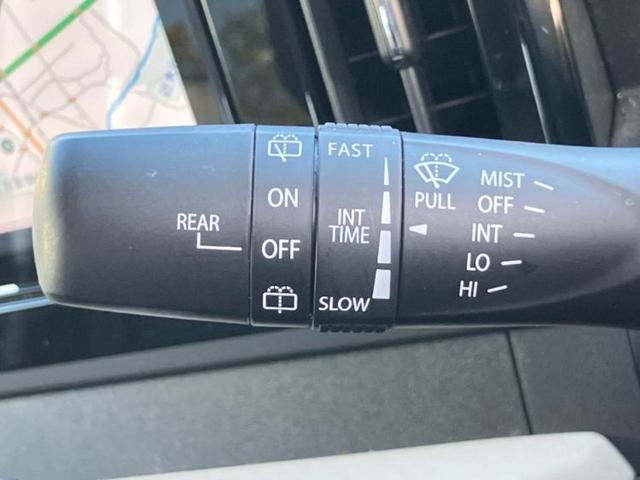 REAR
ON
OFF
FAST
INT
TIME
SLOW
PULL
MIST
OFF
INT
LO
HI